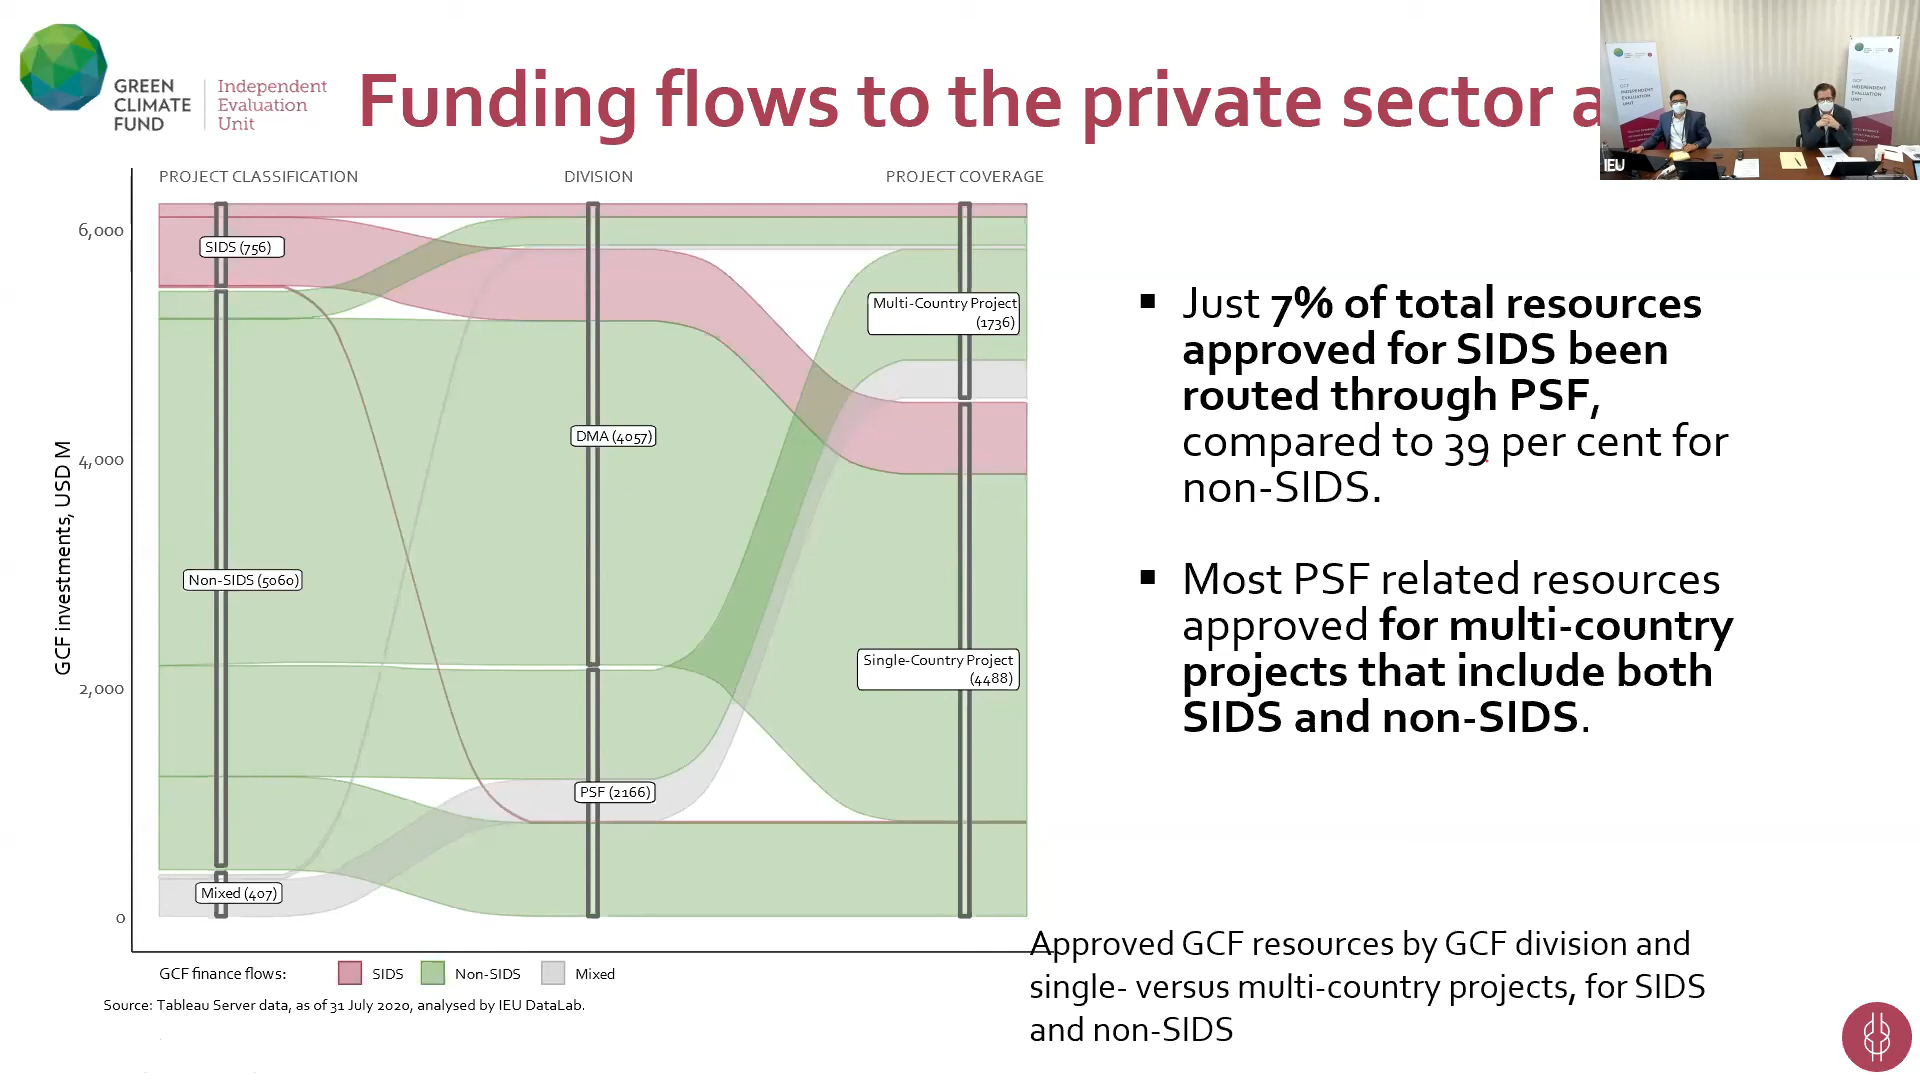 GREEN
CLIMATE
FUND
Independent
Evaluation
Unit
Funding flows to the private sector a
IEU
PROJECT CLASSIFICATION
DIVISION
PROJECT COVERAGE
GCF investments, USD M
6,000
4,000
2,000
0
SIDS (756)
Non-SIDS (5060)
Mixed (407)
DMA (4057)
PSF (2166)
Multi-Country Project
(1736)
Single-Country Project
(4488)
GCF finance flows:
SIDS
Non-SIDS
Mixed
Source: Tableau Server data, as of 31 July 2020, analysed by IEU DataLab.
▪ Just 7% of total resources
approved for SIDS been
routed through PSF,
compared to 39 per cent for
non-SIDS.
▪ Most PSF related resources
approved for multi-country
projects that include both
SIDS and non-SIDS.
Approved GCF resources by GCF division and
single- versus multi-country projects, for SIDS
and non-SIDS